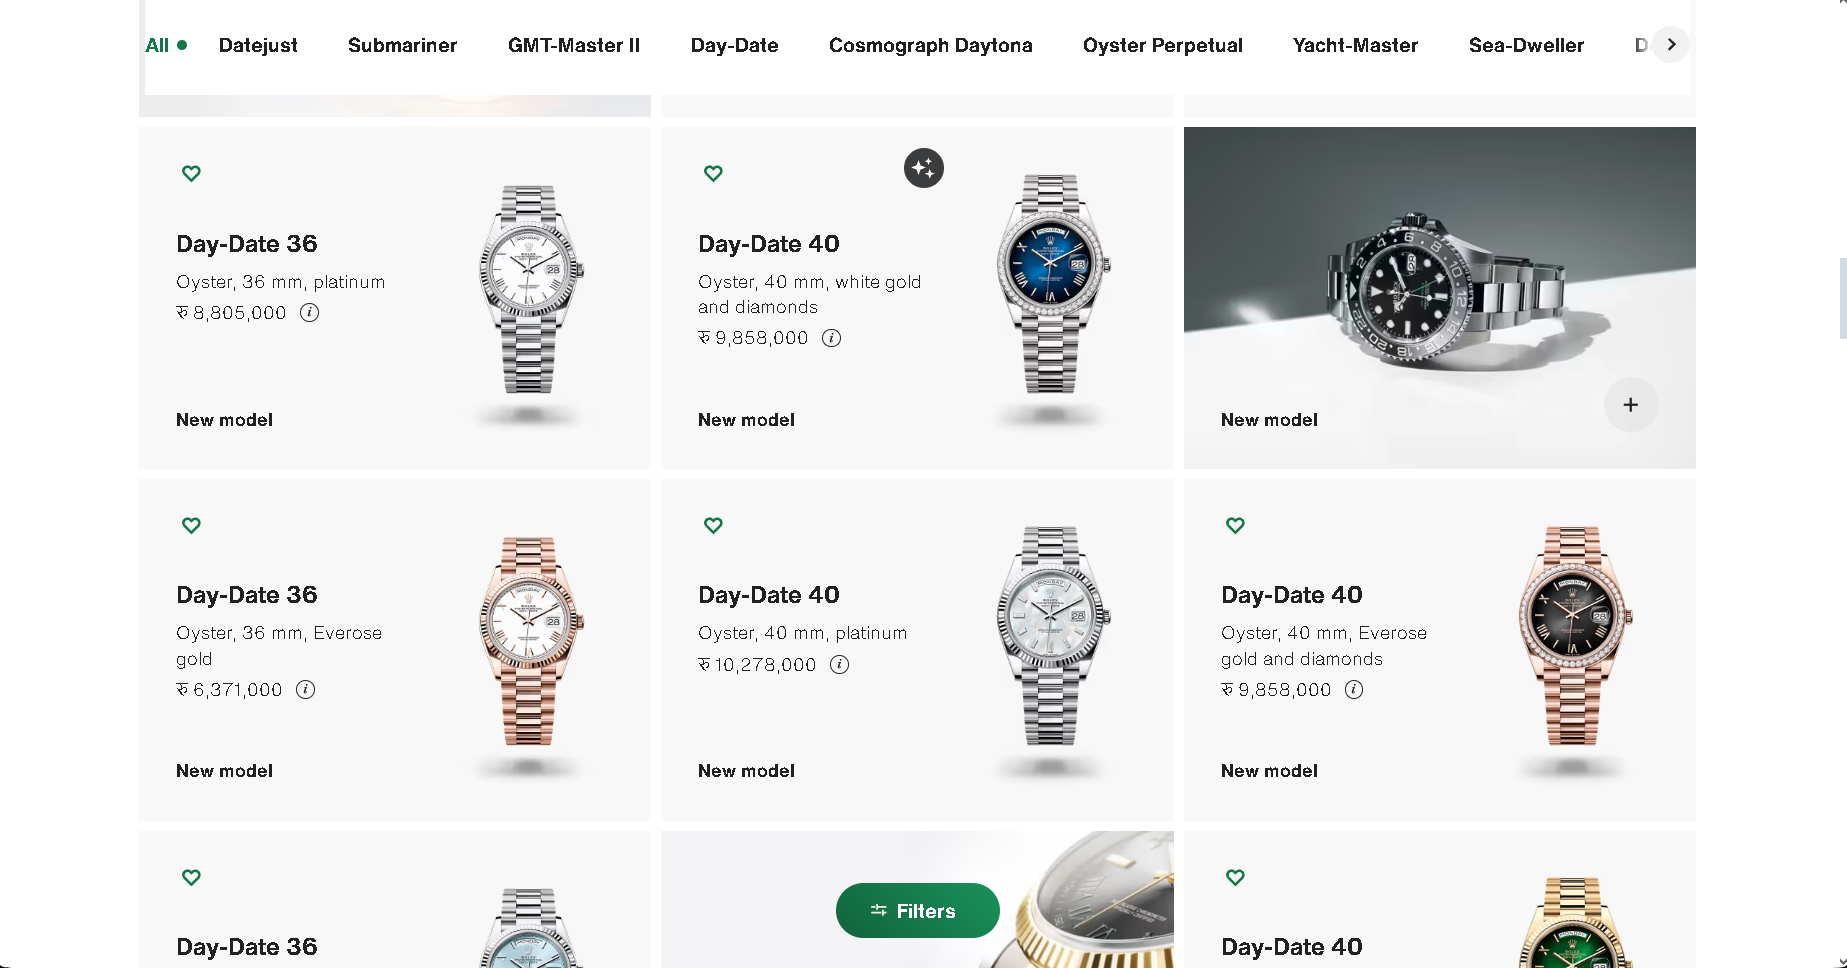 All
Datejust
Submariner
GMT-Master II
Day-Date
Cosmograph Daytona
Oyster Perpetual
Yacht-Master
Sea-Dweller
Day-Date 36
Oyster, 36 mm, platinum
रु 8,805,000
New model
Day-Date 40
Oyster, 40 mm, white gold
and diamonds
रु 9,858,000
New model
New model
Day-Date 36
Oyster, 36 mm, Everose
gold
रु 6,371,000
New model
Day-Date 40
Oyster, 40 mm, platinum
रु 10,278,000
New model
Day-Date 40
Oyster, 40 mm, Everose
gold and diamonds
रु 9,858,000
New model
Day-Date 36
Filters
Day-Date 40